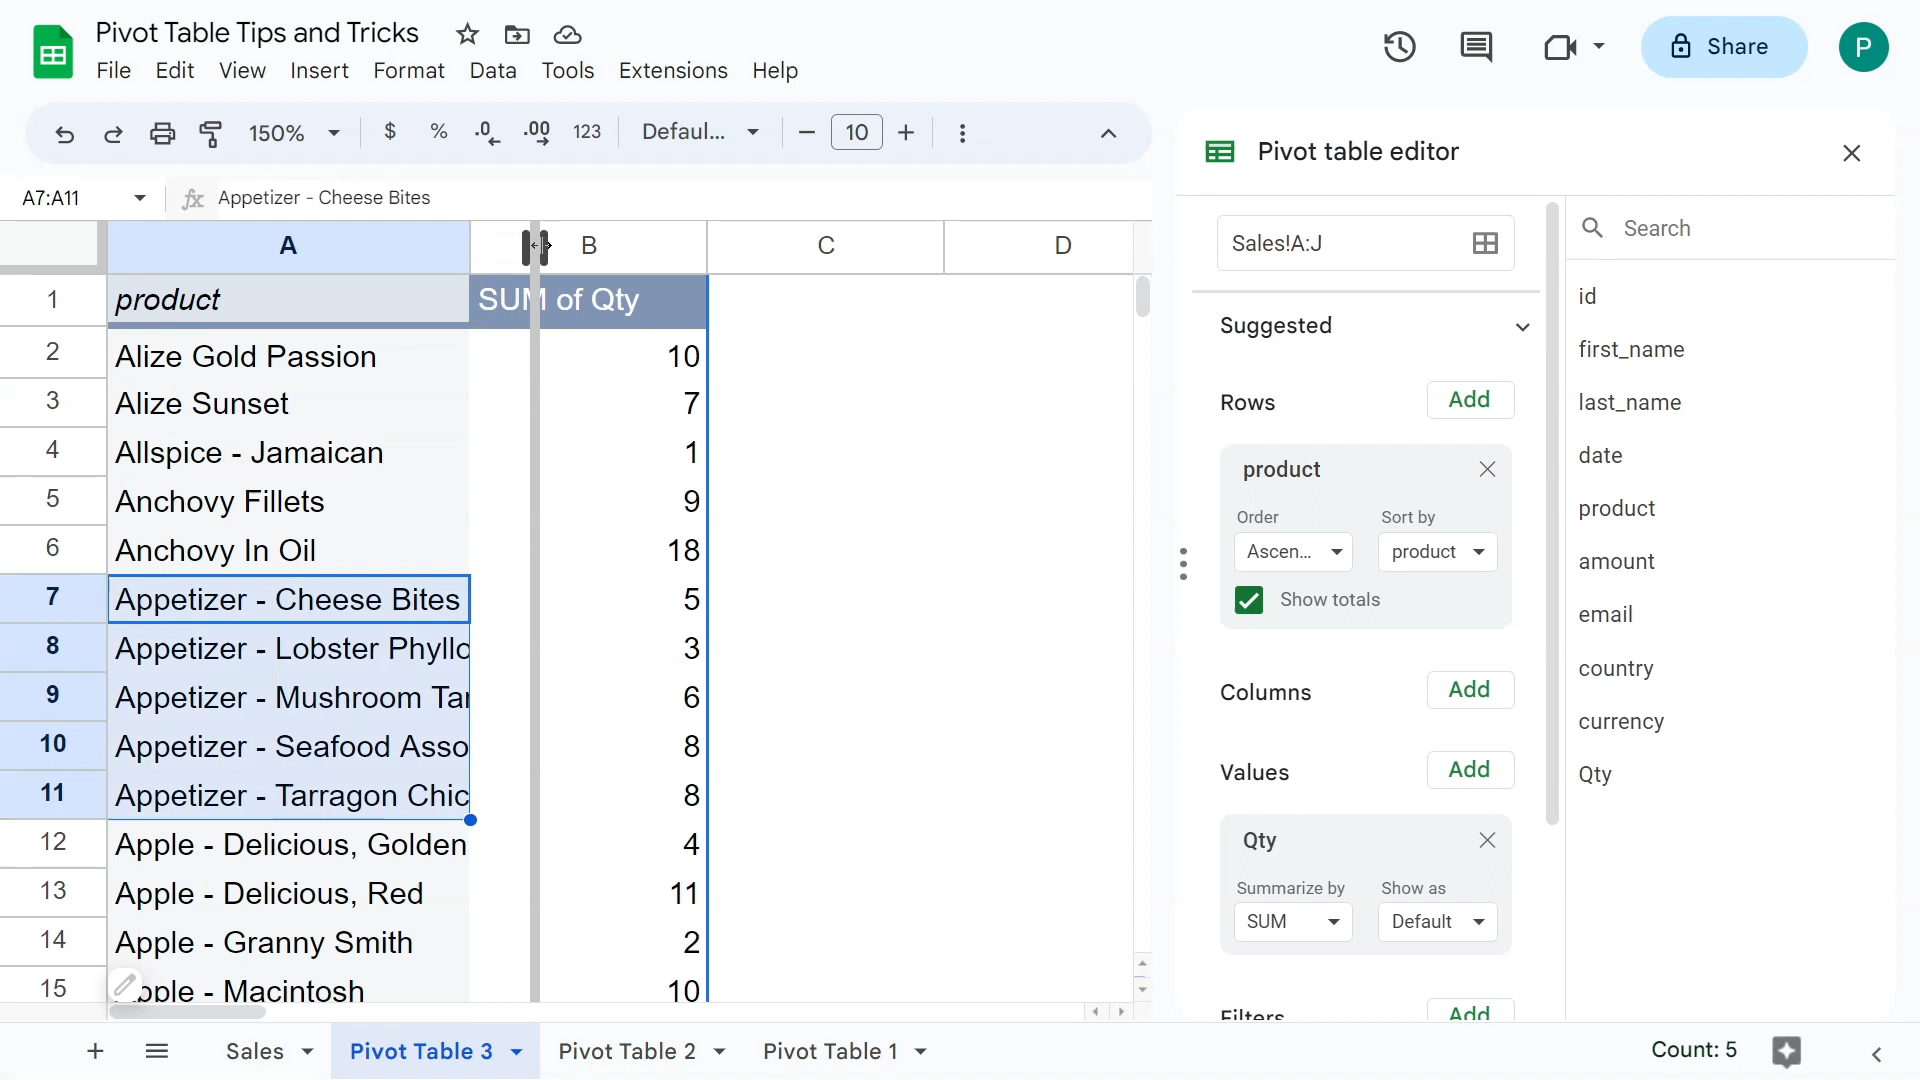 Pivot Table Tips and Tricks
File Edit View Insert Format Data Tools Extensions Help
Share
P
150% $ % .0 .00 123 Defaul... 10
A7:A11 fx Appetizer - Cheese Bites
A B C D
1 product SUM of Qty
2 Alize Gold Passion 10
3 Alize Sunset 7
4 Allspice - Jamaican 1
5 Anchovy Fillets 9
6 Anchovy In Oil 18
7 Appetizer - Cheese Bites 5
8 Appetizer - Lobster Phyllo 3
9 Appetizer - Mushroom Tar 6
10 Appetizer - Seafood Asso 8
11 Appetizer - Tarragon Chic 8
12 Apple - Delicious, Golden 4
13 Apple - Delicious, Red 11
14 Apple - Granny Smith 2
15 Apple - Macintosh 10
Pivot table editor
Sales!A:J
Suggested
Rows Add
product
Order Sort by
Ascen... product
Show totals
Columns Add
Values Add
Qty
Summarize by Show as
SUM Default
Filters Add
Search
id
first_name
last_name
date
product
amount
email
country
currency
Qty
Sales Pivot Table 3 Pivot Table 2 Pivot Table 1
Count: 5